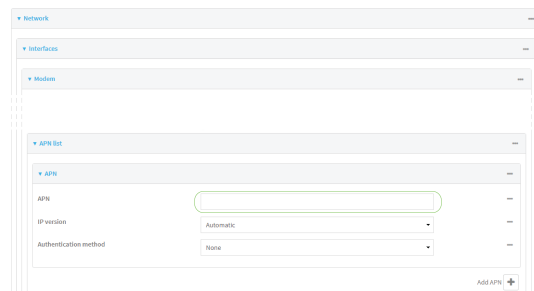 Network
Interfaces
Modem
APN list
APN
APN
IP version Automatic
Authentication method None
Add APN